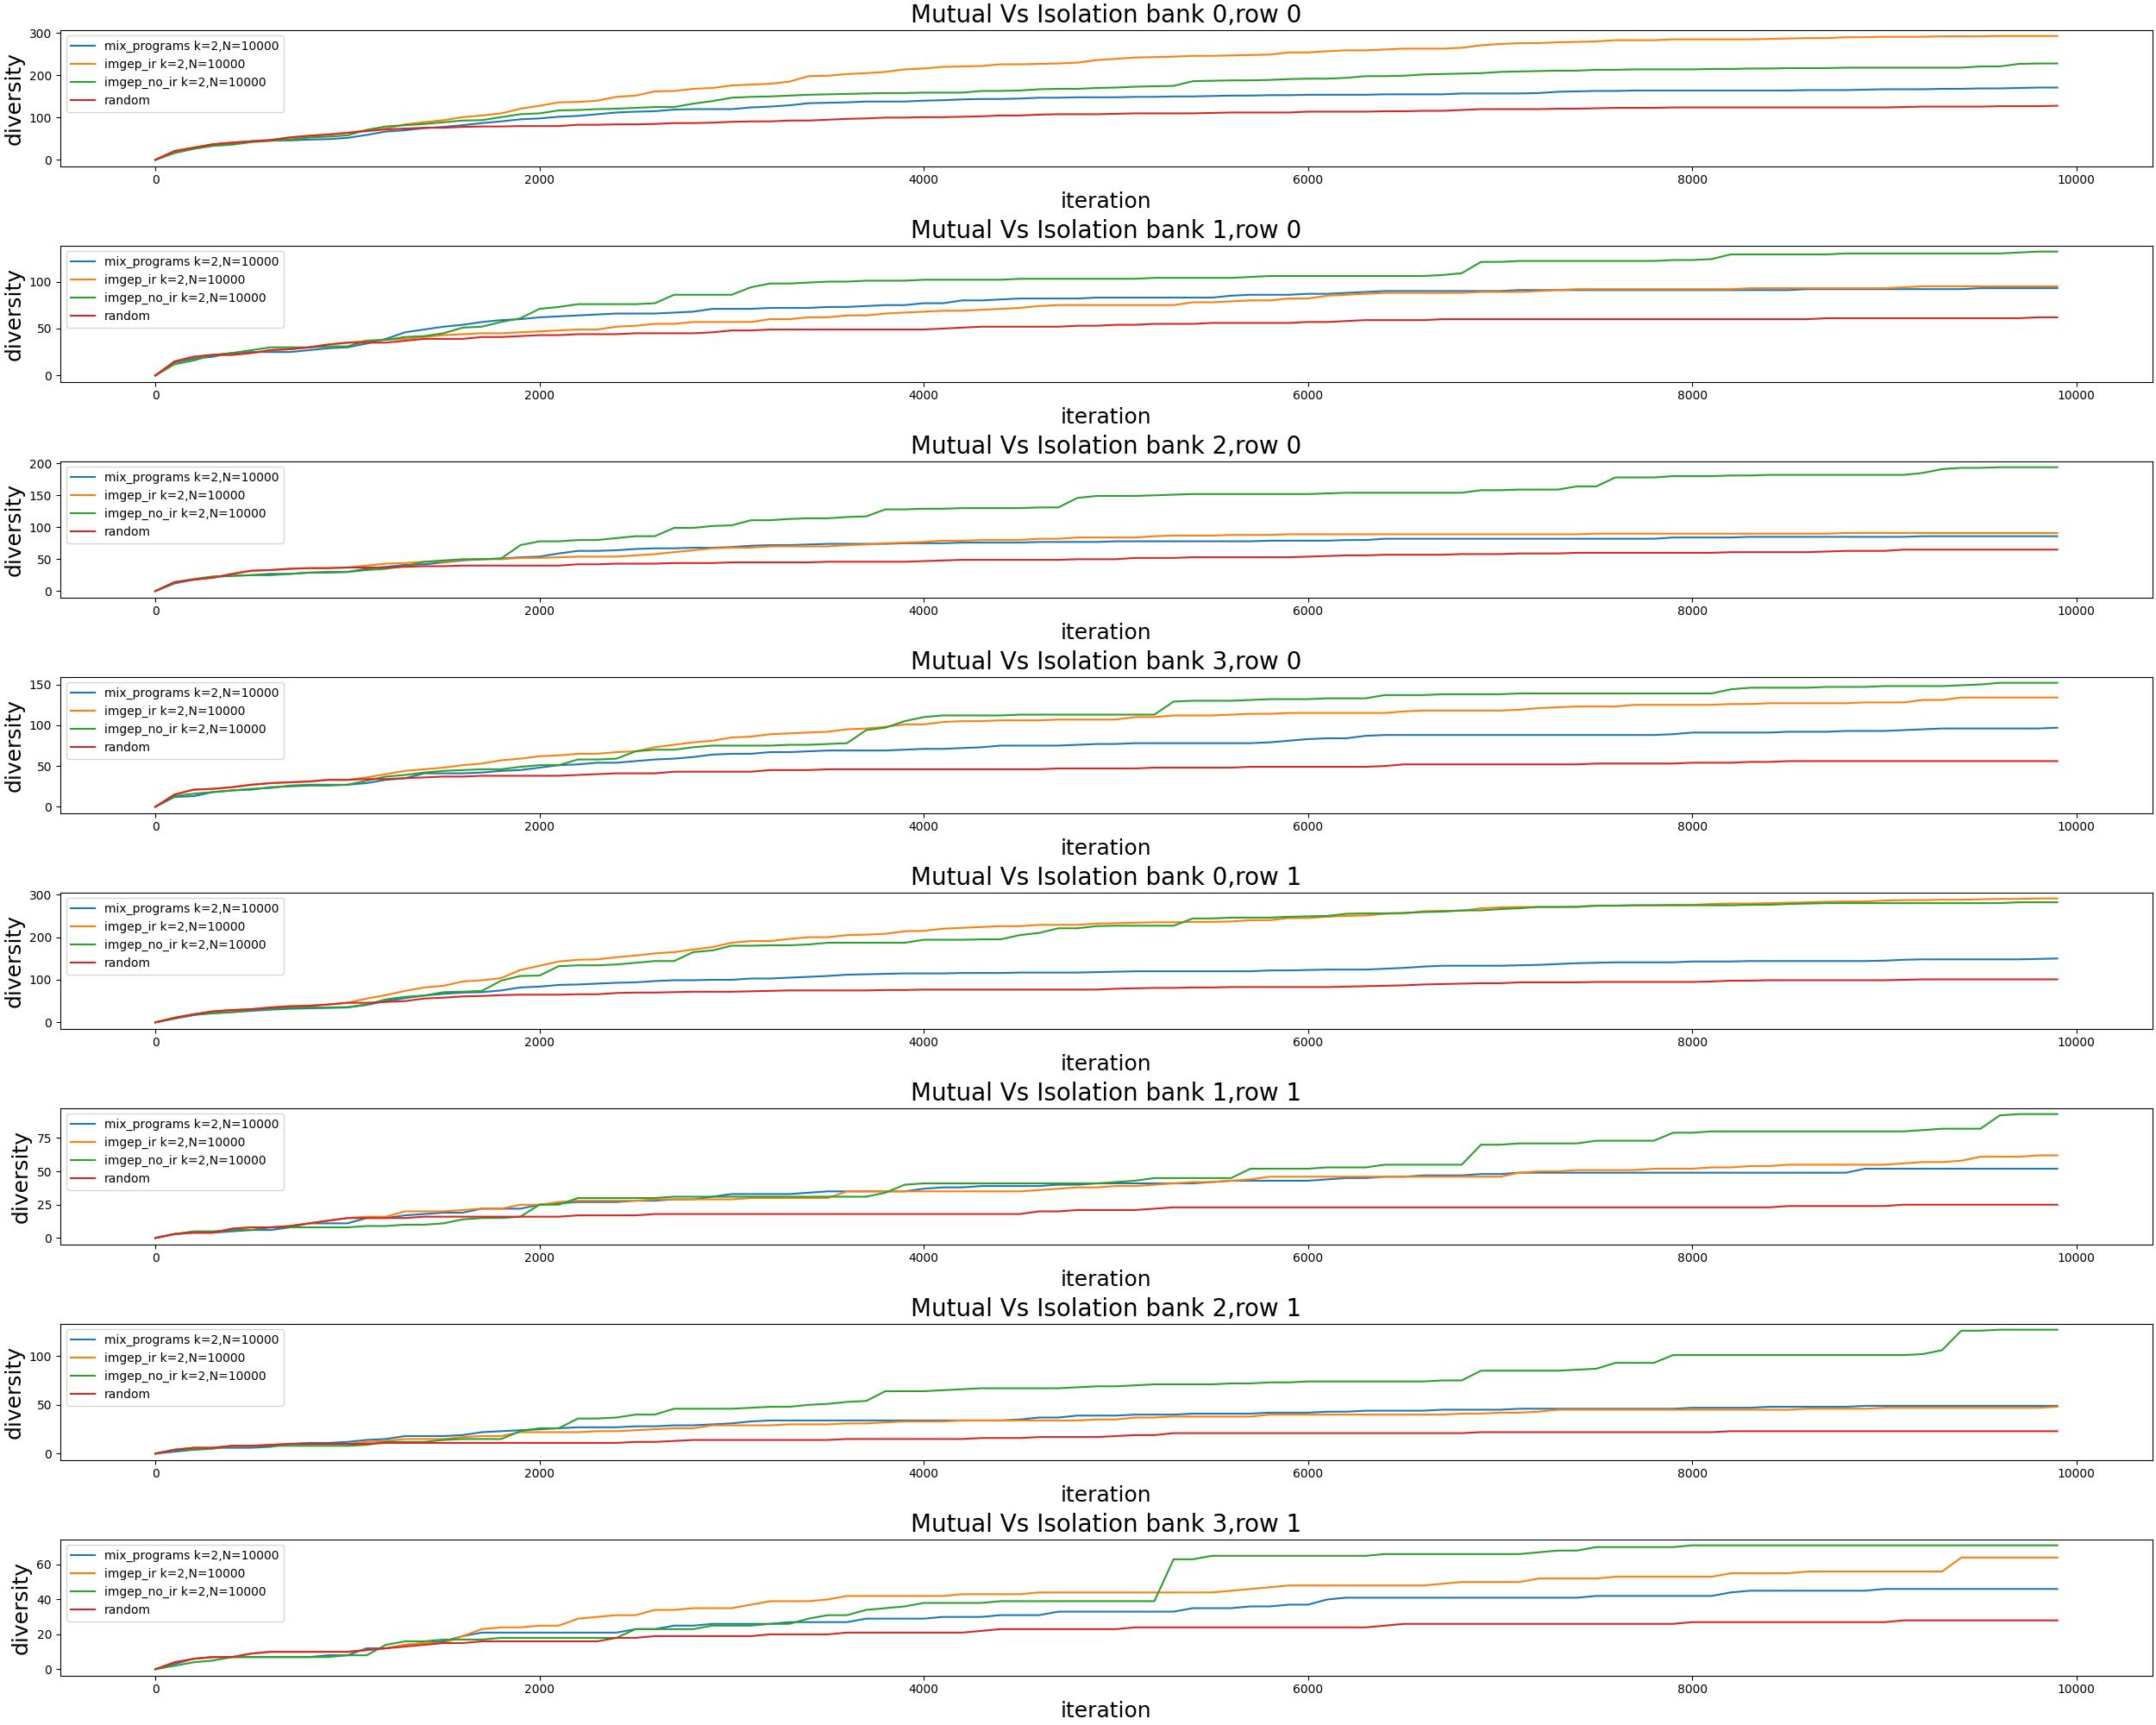 Mutual Vs Isolation bank 0,row 0
300
200
100
0
diversity
mix_programs k=2,N=10000
imgep_ir k=2,N=10000
imgep_no_ir k=2,N=10000
random
0 2000 4000 6000 8000 10000
iteration
Mutual Vs Isolation bank 1,row 0
100
50
0
diversity
mix_programs k=2,N=10000
imgep_ir k=2,N=10000
imgep_no_ir k=2,N=10000
random
0 2000 4000 6000 8000 10000
iteration
Mutual Vs Isolation bank 2,row 0
200
150
100
50
0
diversity
mix_programs k=2,N=10000
imgep_ir k=2,N=10000
imgep_no_ir k=2,N=10000
random
0 2000 4000 6000 8000 10000
iteration
Mutual Vs Isolation bank 3,row 0
150
100
50
0
diversity
mix_programs k=2,N=10000
imgep_ir k=2,N=10000
imgep_no_ir k=2,N=10000
random
0 2000 4000 6000 8000 10000
iteration
Mutual Vs Isolation bank 0,row 1
300
200
100
0
diversity
mix_programs k=2,N=10000
imgep_ir k=2,N=10000
imgep_no_ir k=2,N=10000
random
0 2000 4000 6000 8000 10000
iteration
Mutual Vs Isolation bank 1,row 1
75
50
25
0
diversity
mix_programs k=2,N=10000
imgep_ir k=2,N=10000
imgep_no_ir k=2,N=10000
random
0 2000 4000 6000 8000 10000
iteration
Mutual Vs Isolation bank 2,row 1
100
50
0
diversity
mix_programs k=2,N=10000
imgep_ir k=2,N=10000
imgep_no_ir k=2,N=10000
random
0 2000 4000 6000 8000 10000
iteration
Mutual Vs Isolation bank 3,row 1
60
40
20
0
diversity
mix_programs k=2,N=10000
imgep_ir k=2,N=10000
imgep_no_ir k=2,N=10000
random
0 2000 4000 6000 8000 10000
iteration